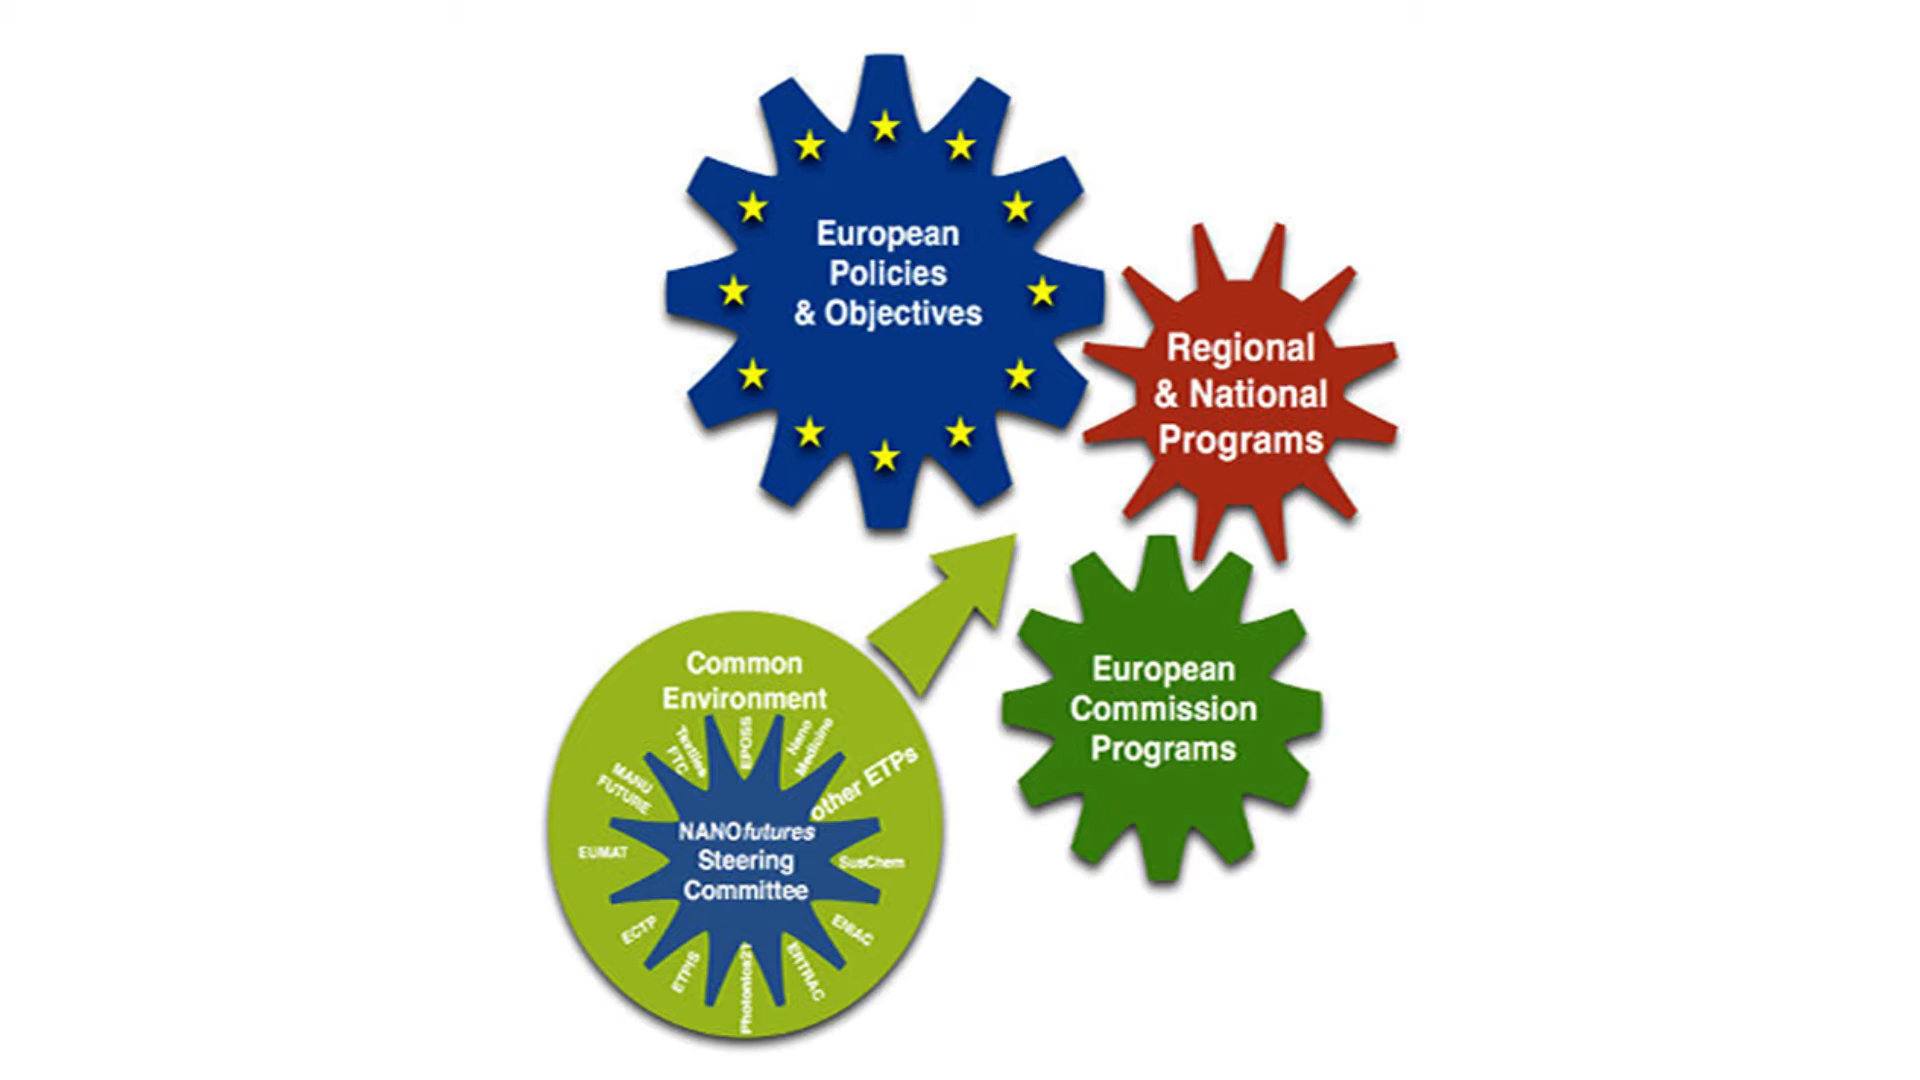 European
Policies
& Objectives
Regional
& National
Programs
European
Commission
Programs
Common
Environment
Textiles
FTC
EPOSS
Nano
Medicine
other ETPs
MANU
FUTURE
EUMAT
NANOfutures
Steering
Committee
SusChem
ECTP
ENIAC
ETPIS
Photonics21
ERTRAC